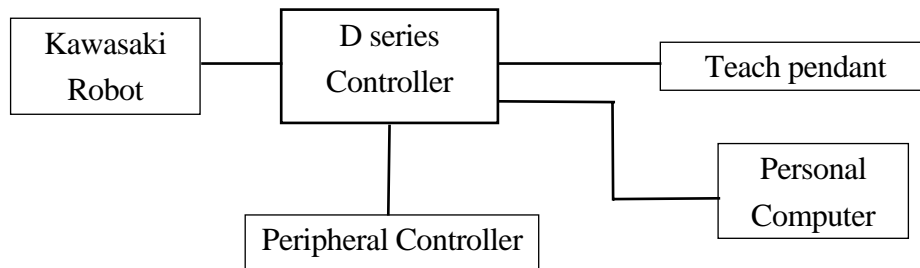 Kawasaki
Robot
D series
Controller
Teach pendant
Personal
Computer
Peripheral Controller